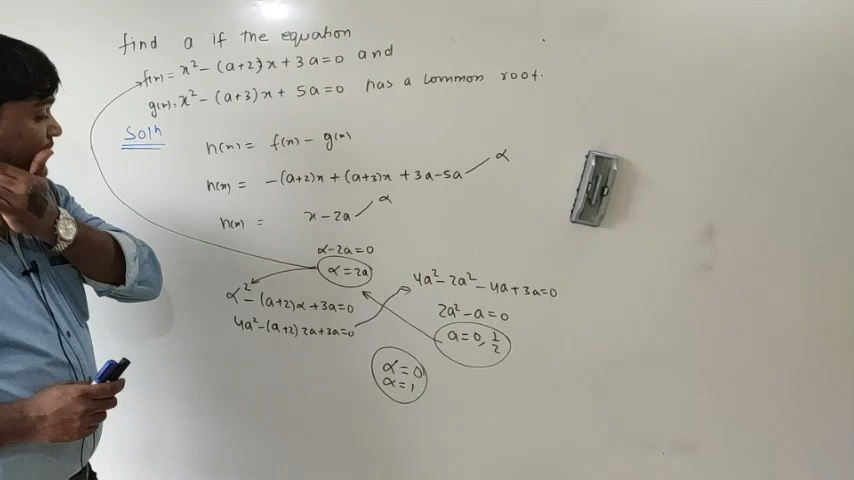 find a if the equation
f(x) = x² - (a+2)x + 3a = 0 and
g(x) = x² - (a+3)x + 5a = 0 has a common root.
Solⁿ
h(x) = f(x) - g(x)
h(x) = -(a+2)x + (a+3)x + 3a - 5a α
h(x) = x - 2a α
α - 2a = 0
α = 2a
α² - (a+2)α + 3a = 0
4a² - (a+2)2a + 3a = 0
4a² - 2a² - 4a + 3a = 0
2a² - a = 0
a = 0, 1/2
α = 0
α = 1